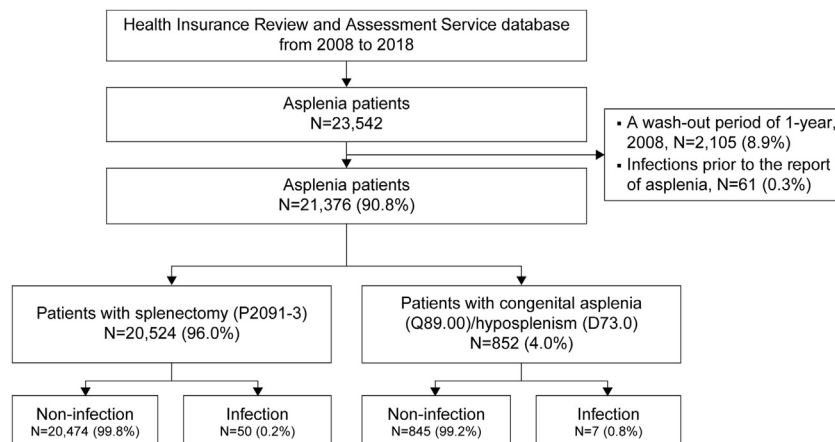 Health Insurance Review and Assessment Service database
from 2008 to 2018
Asplenia patients
N=23,542
▪ A wash-out period of 1-year,
2008, N=2,105 (8.9%)
▪ Infections prior to the report
of asplenia, N=61 (0.3%)
Asplenia patients
N=21,376 (90.8%)
Patients with splenectomy (P2091-3)
N=20,524 (96.0%)
Patients with congenital asplenia
(Q89.00)/hyposplenism (D73.0)
N=852 (4.0%)
Non-infection
N=20,474 (99.8%)
Infection
N=50 (0.2%)
Non-infection
N=845 (99.2%)
Infection
N=7 (0.8%)